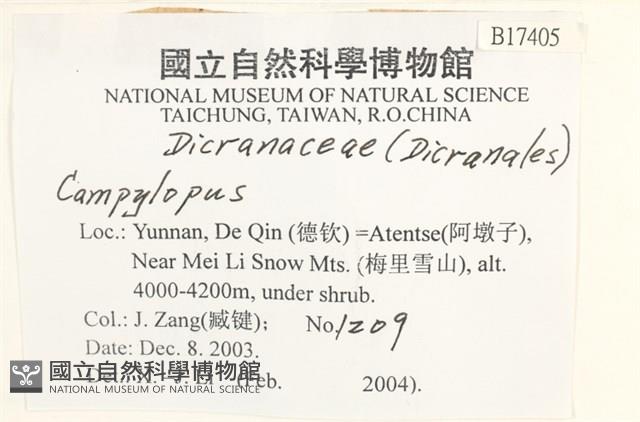 B17405
國立自然科學博物館
NATIONAL MUSEUM OF NATURAL SCIENCE
TAICHUNG, TAIWAN, R.O.CHINA
Dicranaceae (Dicranales)
Campylopus
Loc.: Yunnan, De Qin (德钦) =Atentse(阿墩子),
Near Mei Li Snow Mts. (梅里雪山), alt.
4000-4200m, under shrub.
Col.: J. Zang(臧键); No. 1209
Date: Dec. 8. 2003.
國立自然科學博物館
NATIONAL MUSEUM OF NATURAL SCIENCE
2004).